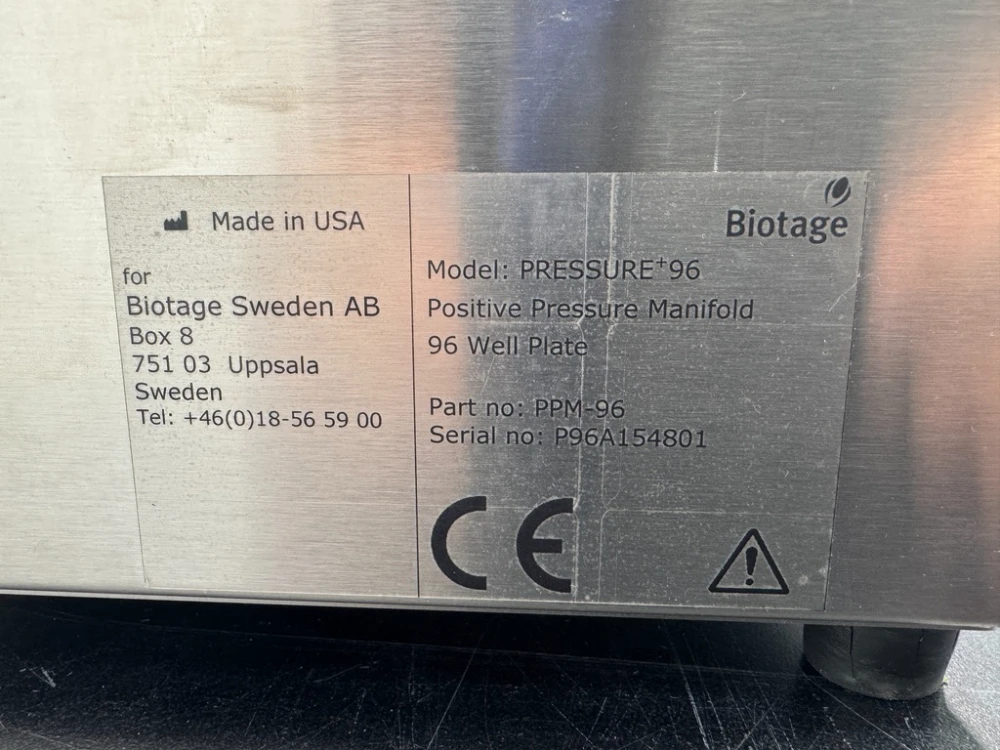 Made in USA
for
Biotage Sweden AB
Box 8
751 03 Uppsala
Sweden
Tel: +46(0)18-56 59 00
Biotage
Model: PRESSURE⁺96
Positive Pressure Manifold
96 Well Plate
Part no: PPM-96
Serial no: P96A154801
CE